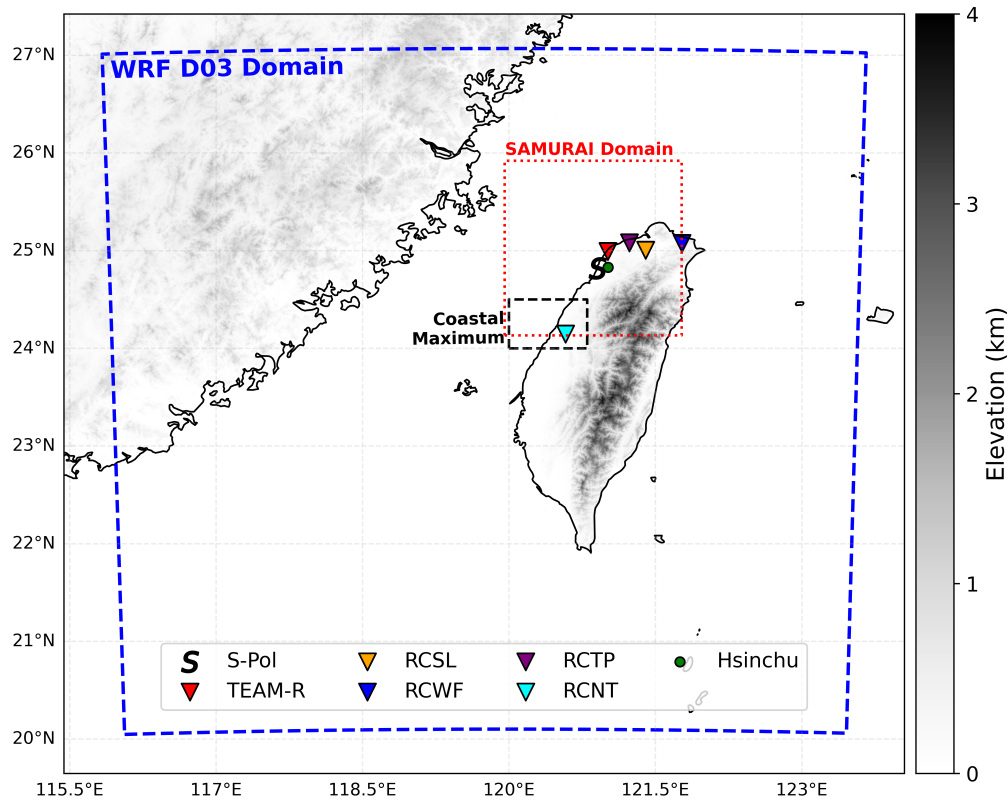 4
27°N
WRF D03 Domain
26°N
SAMURAI Domain
3
25°N
S
Coastal
Maximum
24°N
Elevation (km)
2
23°N
22°N
1
21°N
S S-Pol
RCSL
RCTP
Hsinchu
TEAM-R
RCWF
RCNT
20°N
0
115.5°E
117°E
118.5°E
120°E
121.5°E
123°E